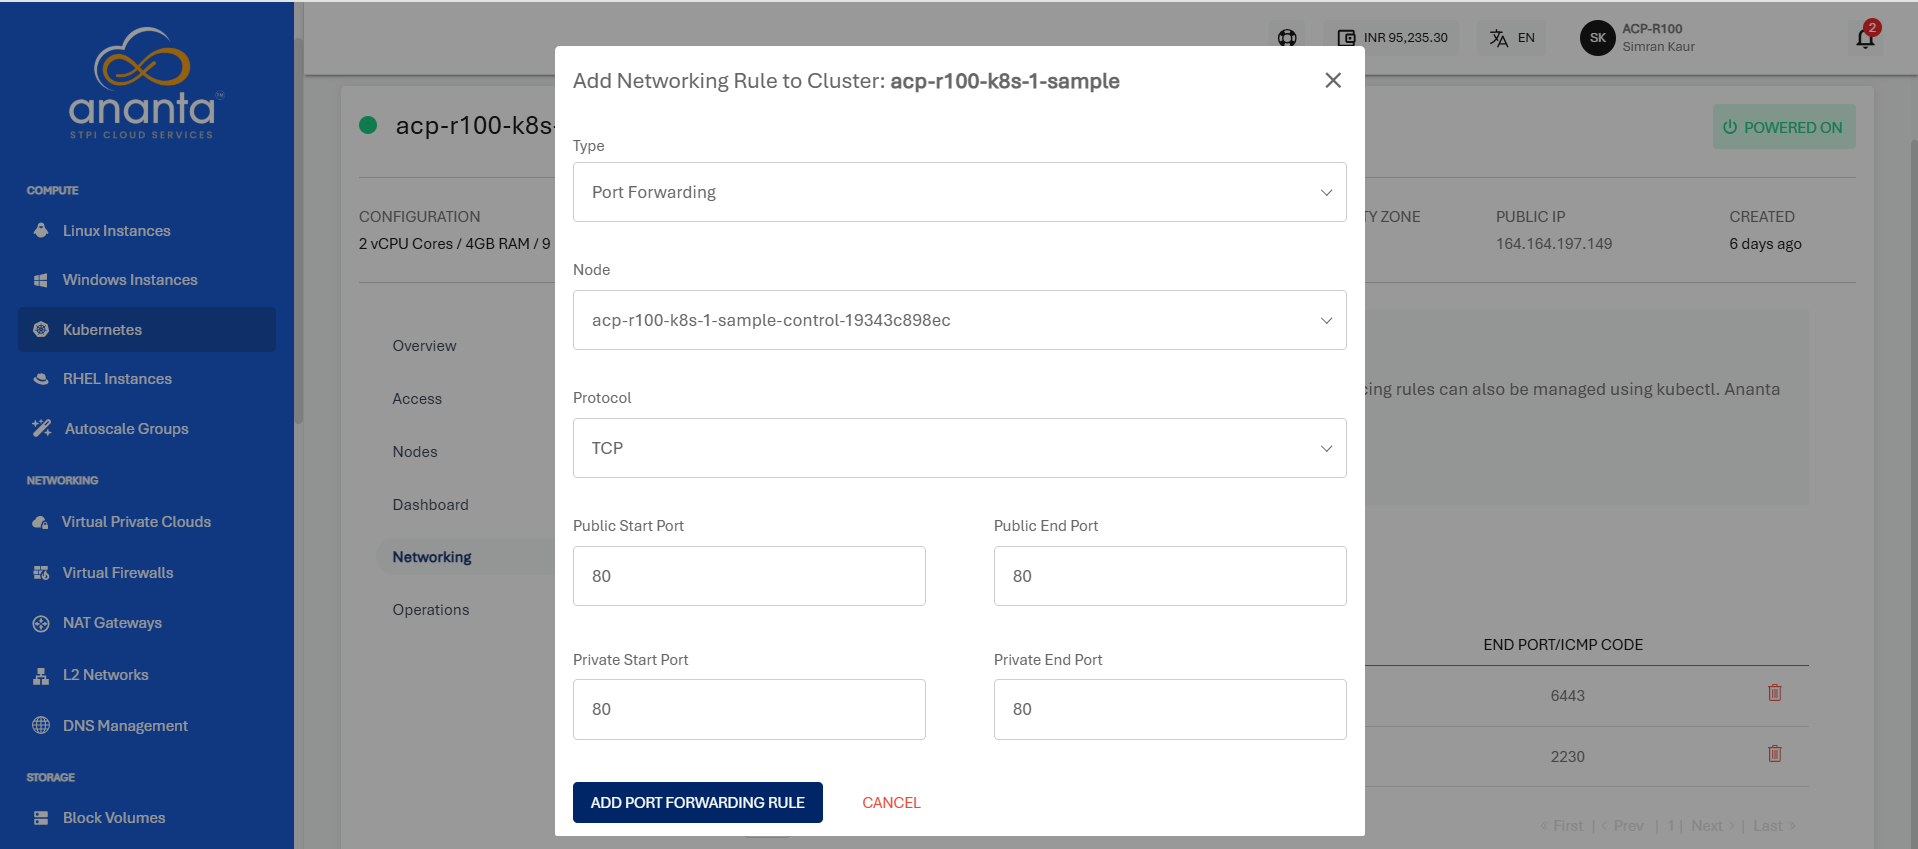 ananta
STPI CLOUD SERVICES
COMPUTE
Linux Instances
Windows Instances
Kubernetes
RHEL Instances
Autoscale Groups
NETWORKING
Virtual Private Clouds
Virtual Firewalls
NAT Gateways
L2 Networks
DNS Management
STORAGE
Block Volumes
INR 95,235.30
EN
SK
ACP-R100
Simran Kaur
2
acp-r100-k8s-
POWERED ON
CONFIGURATION
2 vCPU Cores / 4GB RAM / 9
TY ZONE
PUBLIC IP
164.164.197.149
CREATED
6 days ago
Overview
Access
Nodes
Dashboard
Networking
Operations
cing rules can also be managed using kubectl. Ananta
END PORT/ICMP CODE
6443
2230
« First | ‹ Prev | 1 | Next › | Last »
Add Networking Rule to Cluster: acp-r100-k8s-1-sample
Type
Port Forwarding
Node
acp-r100-k8s-1-sample-control-19343c898ec
Protocol
TCP
Public Start Port
Public End Port
80
80
Private Start Port
Private End Port
80
80
ADD PORT FORWARDING RULE
CANCEL